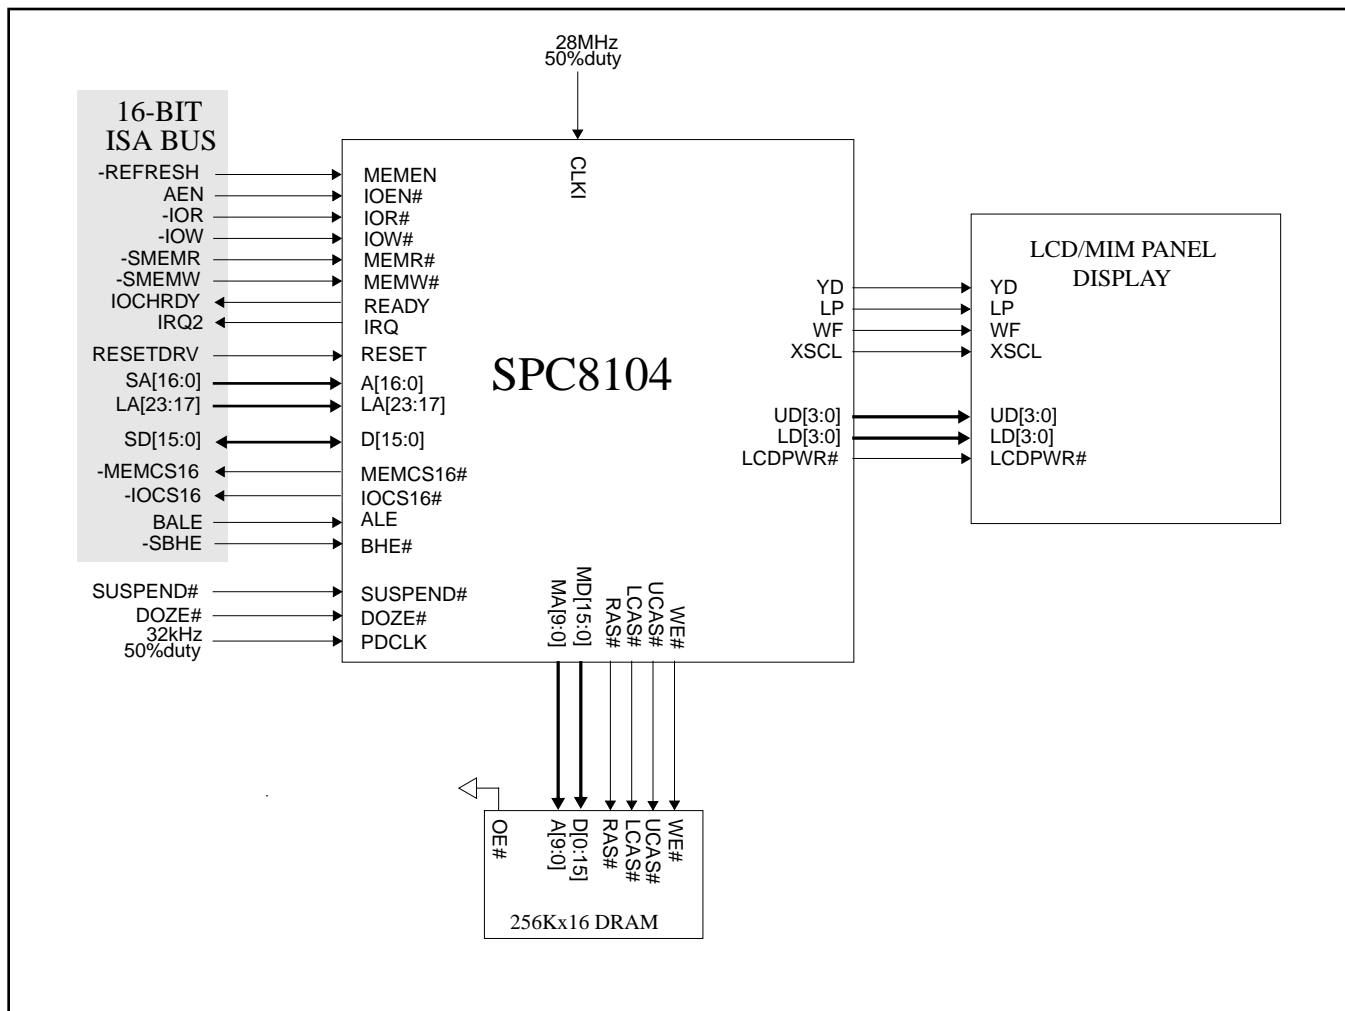 28MHz
50%duty
16-BIT
ISA BUS
-REFRESH
AEN
-IOR
-IOW
-SMEMR
-SMEMW
IOCHRDY
IRQ2
RESETDRV
SA[16:0]
LA[23:17]
SD[15:0]
-MEMCS16
-IOCS16
BALE
-SBHE
SUSPEND#
DOZE#
32kHz
50%duty
MEMEN
IOEN#
IOR#
IOW#
MEMR#
MEMW#
READY
IRQ
RESET
A[16:0]
LA[23:17]
D[15:0]
MEMCS16#
IOCS16#
ALE
BHE#
SUSPEND#
DOZE#
PDCLK
CLKI
SPC8104
YD
LP
WF
XSCL
UD[3:0]
LD[3:0]
LCDPWR#
LCD/MIM PANEL
DISPLAY
YD
LP
WF
XSCL
UD[3:0]
LD[3:0]
LCDPWR#
MA[9:0]
MD[15:0]
RAS#
LCAS#
UCAS#
WE#
OE#
A[9:0]
D[0:15]
RAS#
LCAS#
UCAS#
WE#
256Kx16 DRAM